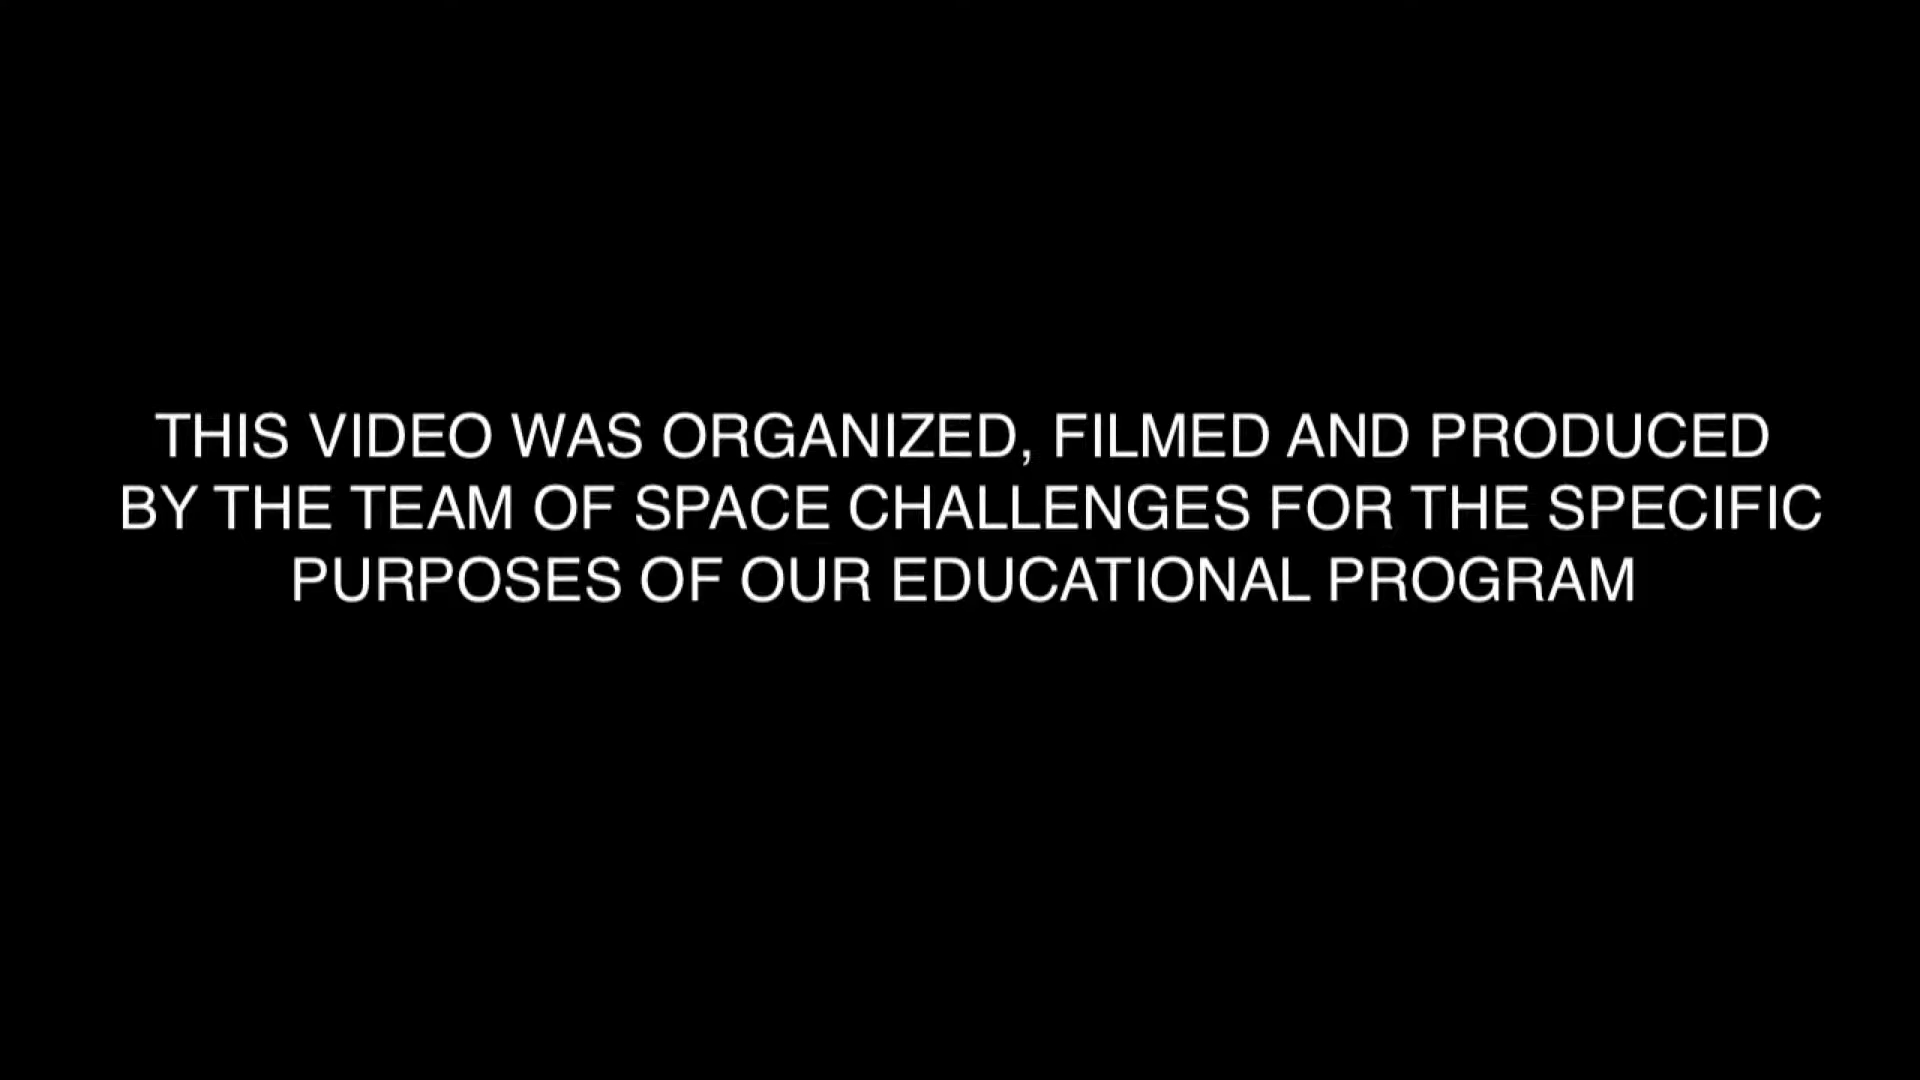 THIS VIDEO WAS ORGANIZED, FILMED AND PRODUCED
BY THE TEAM OF SPACE CHALLENGES FOR THE SPECIFIC
PURPOSES OF OUR EDUCATIONAL PROGRAM